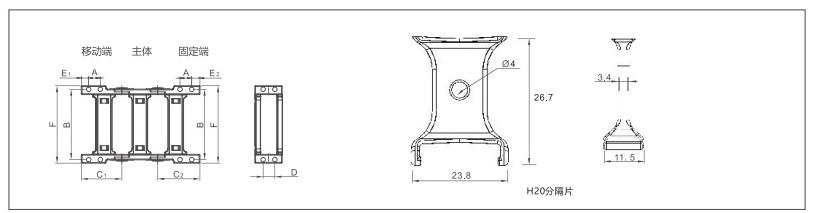 移动端 主体 固定端
E1 A A E2
F B B F
C1 C2 D
Ø4
26.7
23.8
3.4
11.5
H20分隔片